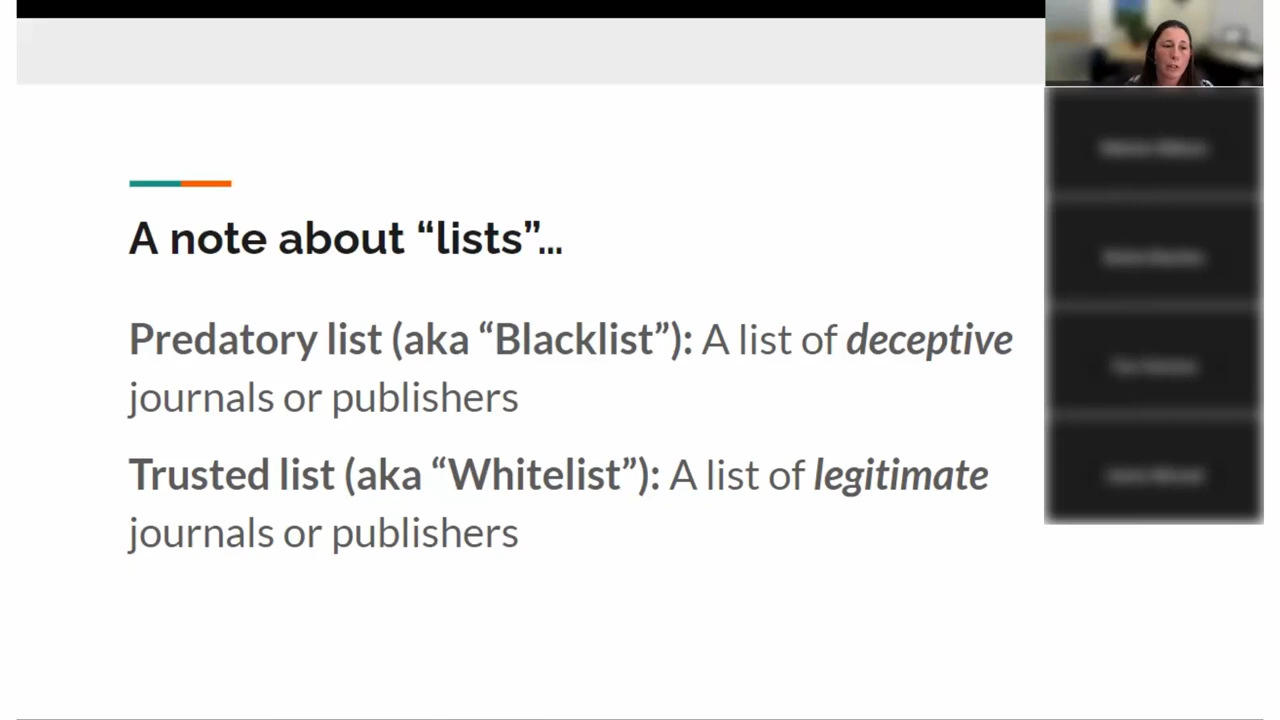 A note about “lists”...
Predatory list (aka “Blacklist”): A list of deceptive
journals or publishers
Trusted list (aka “Whitelist”): A list of legitimate
journals or publishers